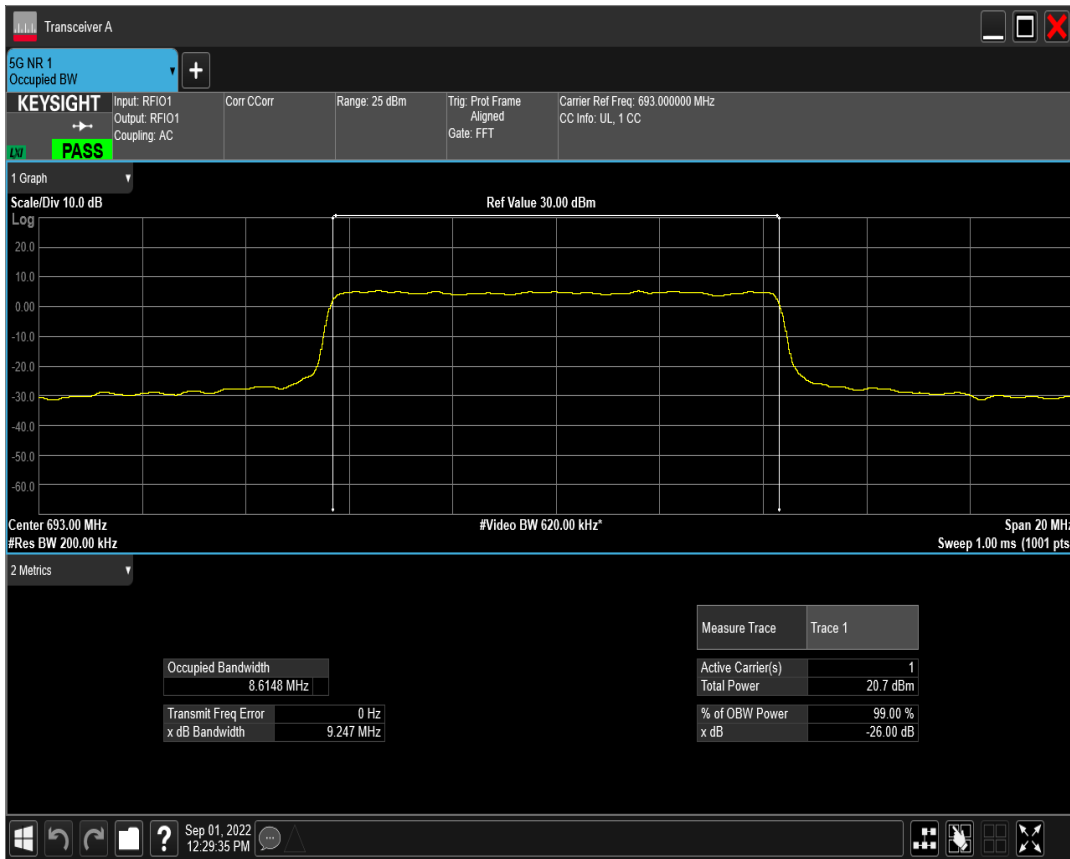 Transceiver A
5G NR 1
Occupied BW
+
KEYSIGHT
LXI
PASS
Input: RFIO1
Output: RFIO1
Coupling: AC
Corr CCorr
Range: 25 dBm
Trig: Prot Frame
Aligned
Gate: FFT
Carrier Ref Freq: 693.000000 MHz
CC Info: UL, 1 CC
1 Graph
Scale/Div 10.0 dB
Ref Value 30.00 dBm
Log
20.0
10.0
0.00
-10.0
-20.0
-30.0
-40.0
-50.0
-60.0
Center 693.00 MHz
#Video BW 620.00 kHz*
Span 20 MHz
#Res BW 200.00 kHz
Sweep 1.00 ms (1001 pts
2 Metrics
Measure Trace Trace 1
Occupied Bandwidth
8.6148 MHz
Active Carrier(s) 1
Total Power 20.7 dBm
Transmit Freq Error 0 Hz
x dB Bandwidth 9.247 MHz
% of OBW Power 99.00 %
x dB -26.00 dB
?
Sep 01, 2022
12:29:35 PM